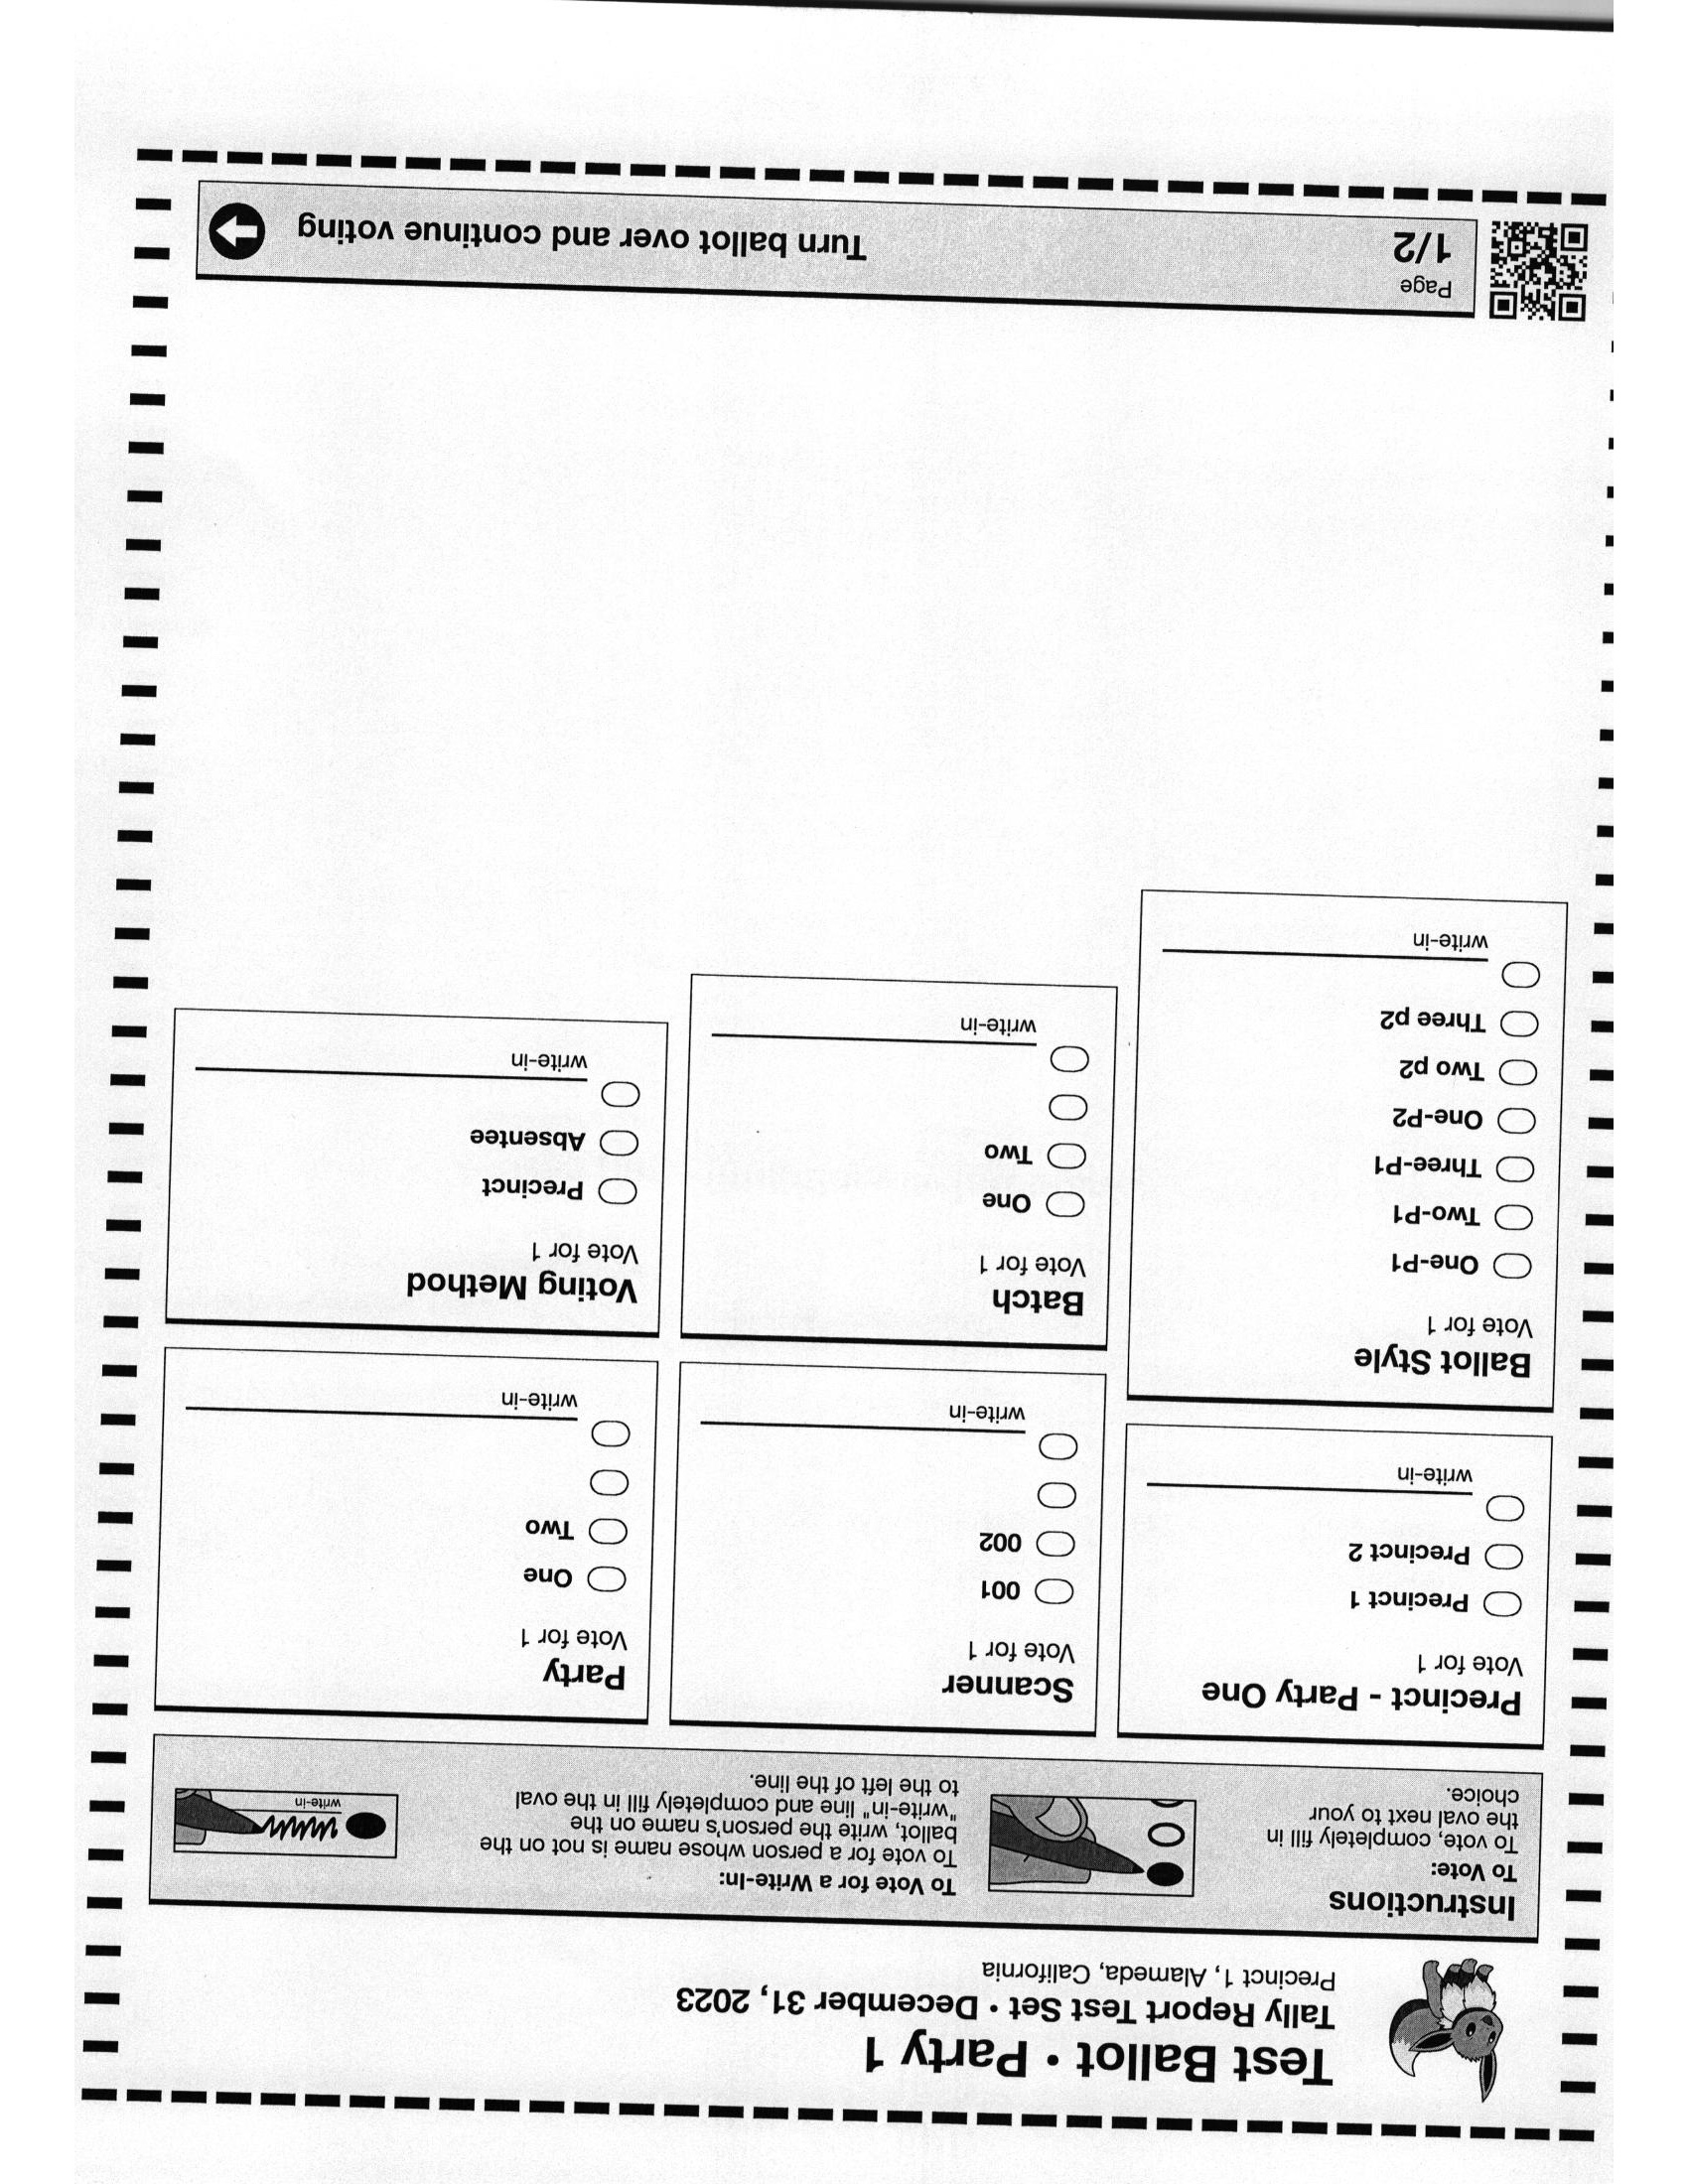 Test Ballot • Party 1
Tally Report Test Set • December 31, 2023
Precinct 1, Alameda, California
Instructions
To Vote:
To vote, completely fill in
the oval next to your
choice.
To Vote for a Write-In:
To vote for a person whose name is not on the
ballot, write the person's name on the
"write-in" line and completely fill in the oval
to the left of the line.
write-in
Precinct - Party One
Vote for 1
Precinct 1
Precinct 2
write-in
Ballot Style
Vote for 1
One-P1
Two-P1
Three-P1
One-P2
Two p2
Three p2
write-in
Scanner
Vote for 1
001
002
write-in
Batch
Vote for 1
One
Two
write-in
Party
Vote for 1
One
Two
write-in
Voting Method
Vote for 1
Precinct
Absentee
write-in
Page
1/2
Turn ballot over and continue voting